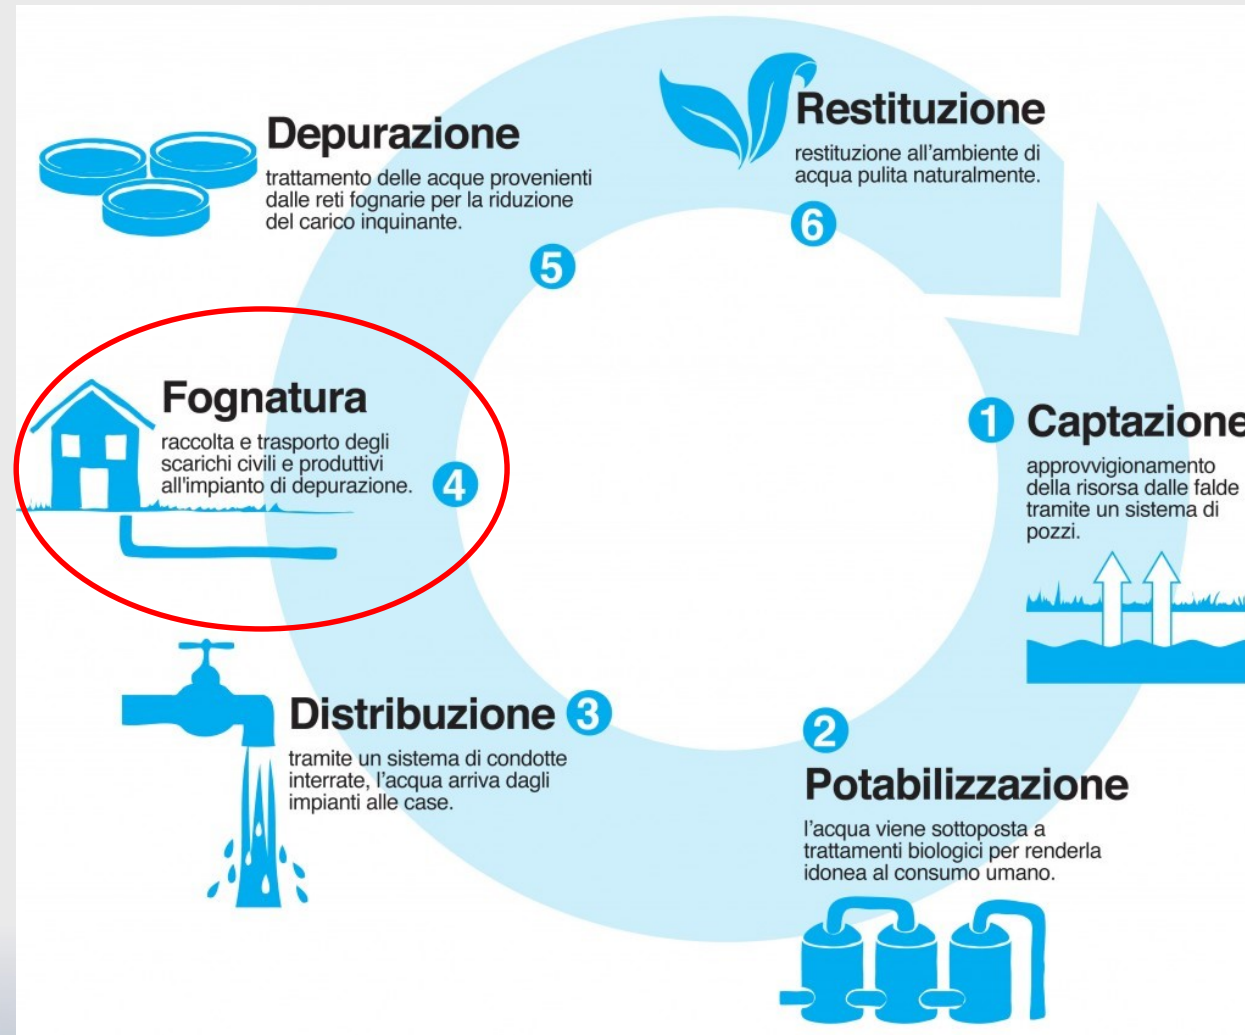 Depurazione
trattamento delle acque provenienti
dalle reti fognarie per la riduzione
del carico inquinante.
5
Restituzione
restituzione all'ambiente di
acqua pulita naturalmente.
6
Fognatura
raccolta e trasporto degli
scarichi civili e produttivi
all'impianto di depurazione.
4
1 Captazione
approvvigionamento
della risorsa dalle falde
tramite un sistema di
pozzi.
Distribuzione 3
tramite un sistema di condotte
interrate, l'acqua arriva dagli
impianti alle case.
2
Potabilizzazione
l'acqua viene sottoposta a
trattamenti biologici per renderla
idonea al consumo umano.